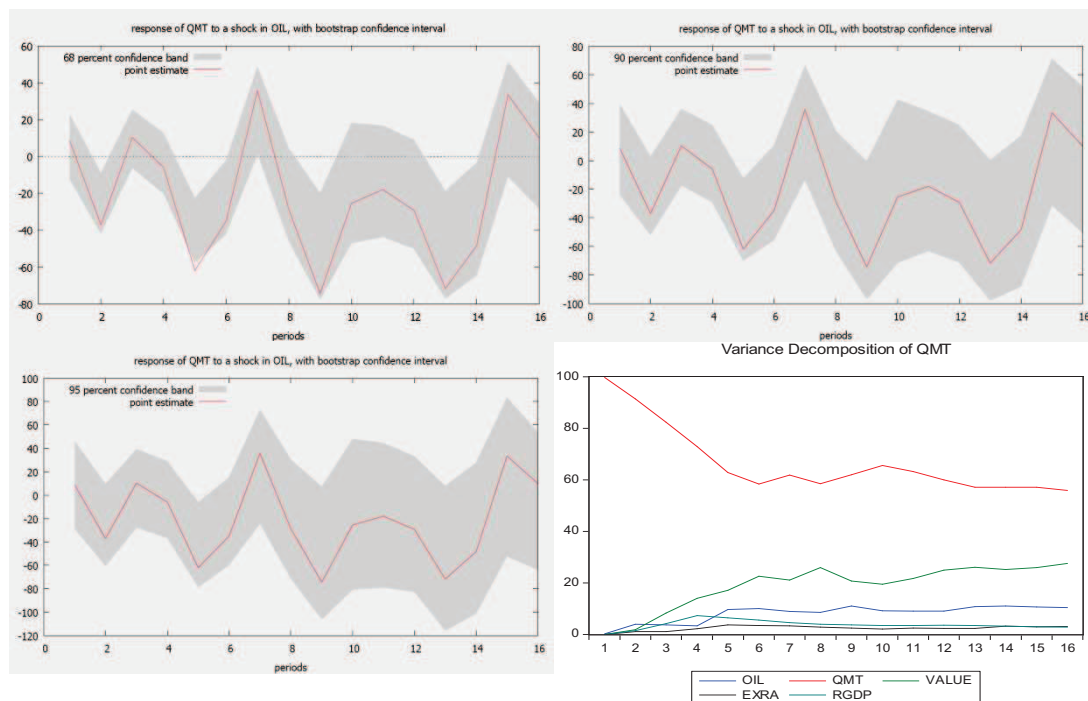 response of QMT to a shock in OIL, with bootstrap confidence interval
60
40
20
0
-20
-40
-60
-80
68 percent confidence band
point estimate
0 2 4 6 8 10 12 14 16
periods
response of QMT to a shock in OIL, with bootstrap confidence interval
80
60
40
20
0
-20
-40
-60
-80
-100
90 percent confidence band
point estimate
0 2 4 6 8 10 12 14 16
periods
response of QMT to a shock in OIL, with bootstrap confidence interval
100
80
60
40
20
0
-20
-40
-60
-80
-100
-120
95 percent confidence band
point estimate
0 2 4 6 8 10 12 14 16
periods
Variance Decomposition of QMT
100
80
60
40
20
0
1 2 3 4 5 6 7 8 9 10 11 12 13 14 15 16
OIL QMT VALUE
EXRA RGDP